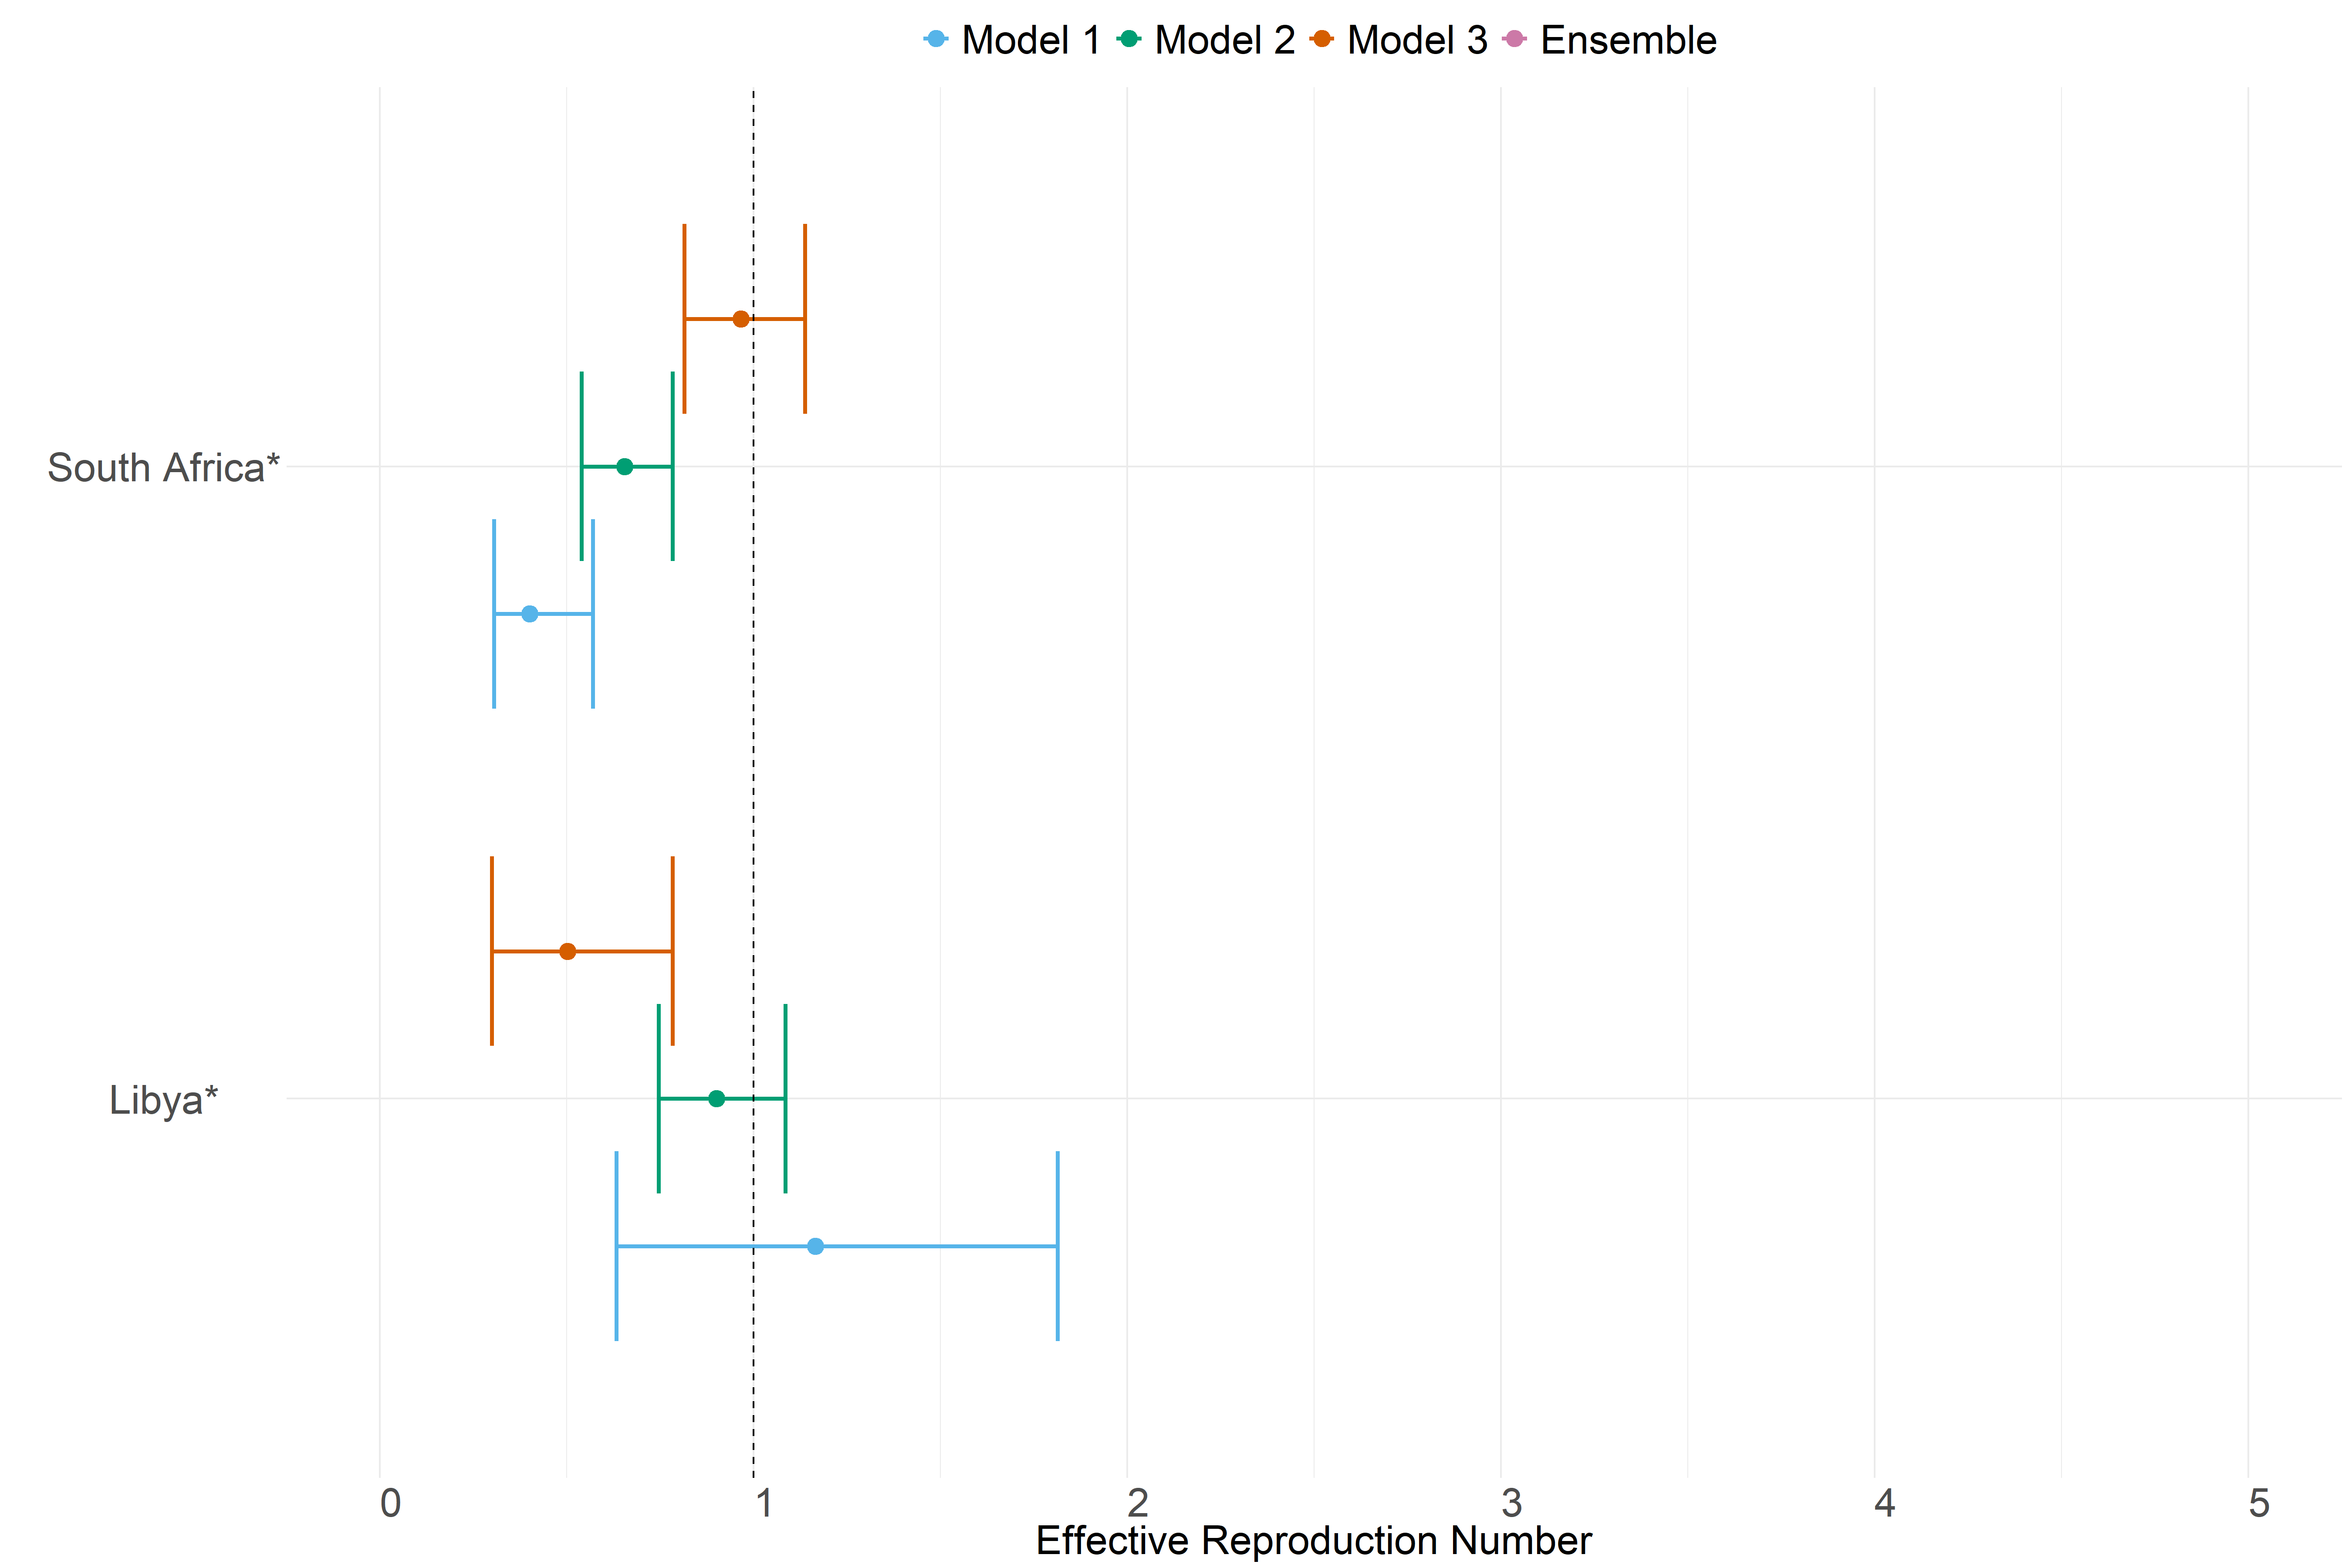 Model 1 Model 2 Model 3 Ensemble
South Africa*
Libya*
0 1 2 3 4 5
Effective Reproduction Number